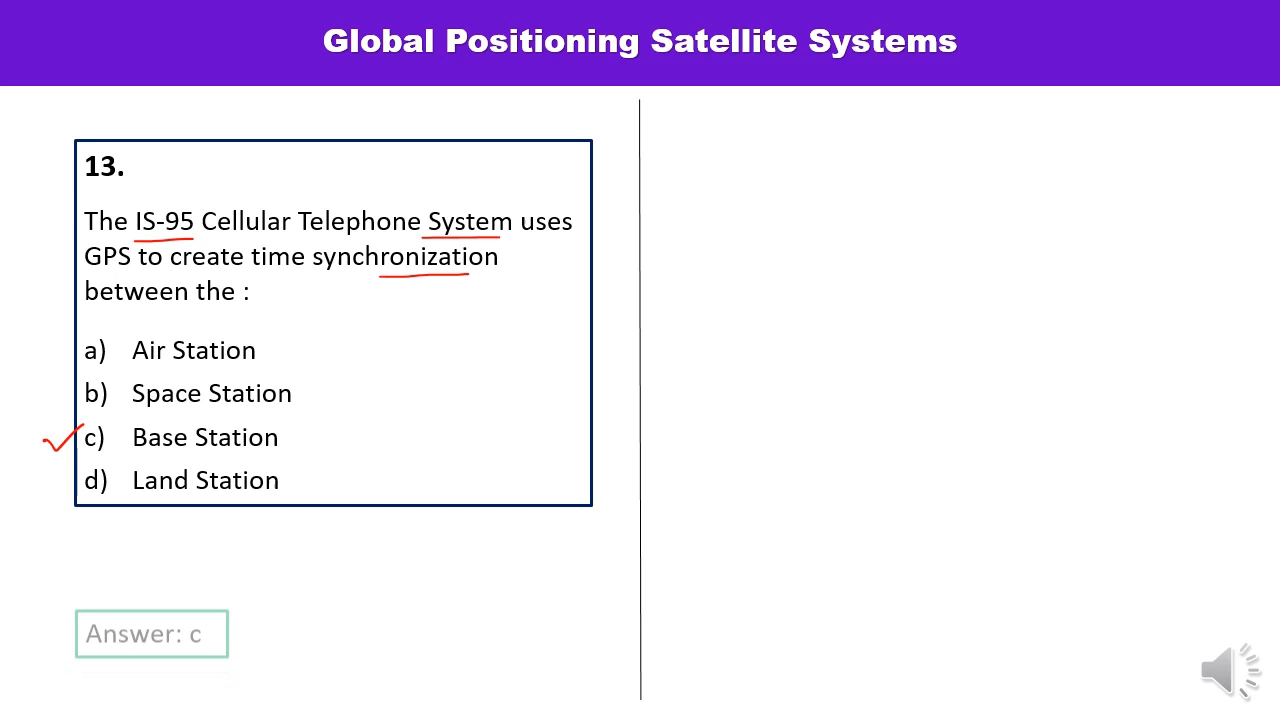 Global Positioning Satellite Systems
13.
The IS-95 Cellular Telephone System uses
GPS to create time synchronization
between the :
a) Air Station
b) Space Station
c) Base Station
d) Land Station
Answer: c